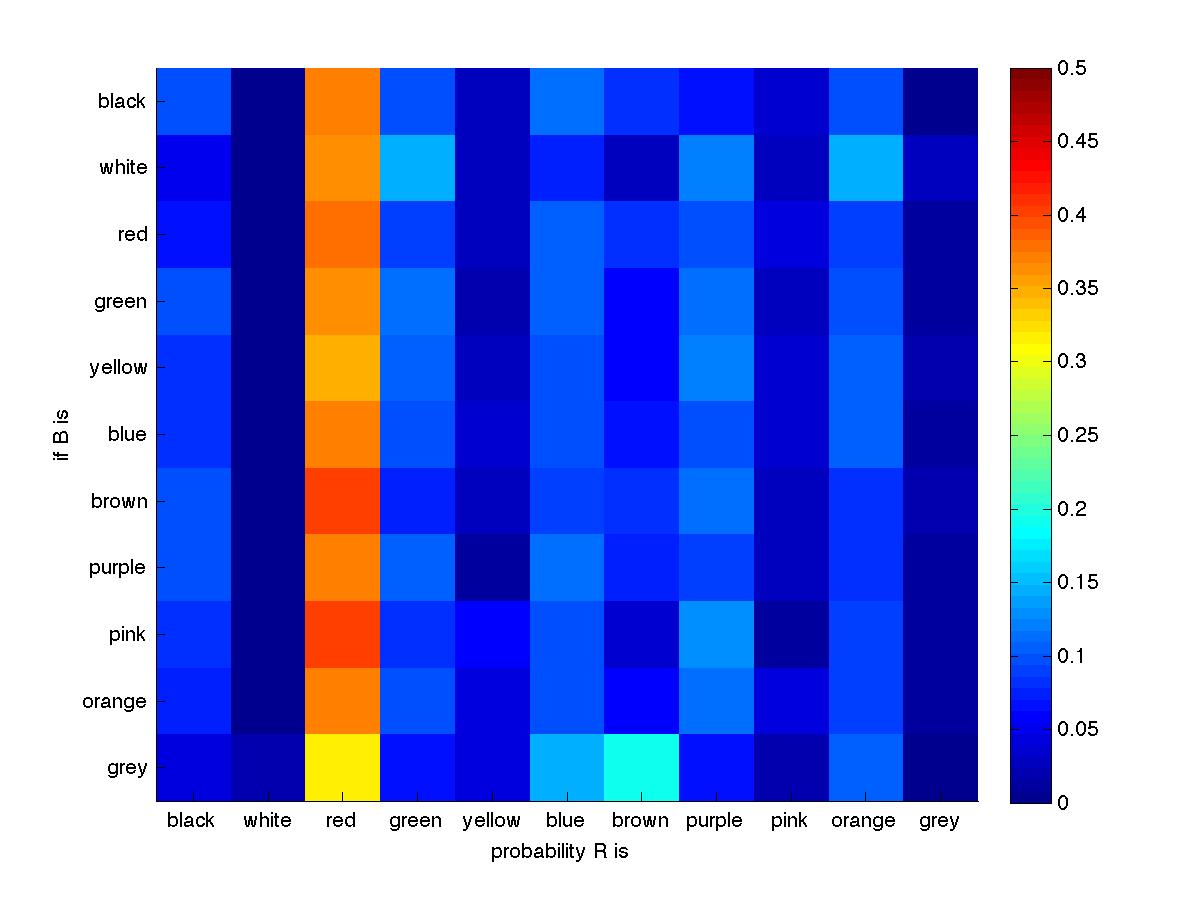 black
white
red
green
yellow
blue
brown
purple
pink
orange
grey
if B is
black white red green yellow blue brown purple pink orange grey
probability R is
0.5
0.45
0.4
0.35
0.3
0.25
0.2
0.15
0.1
0.05
0